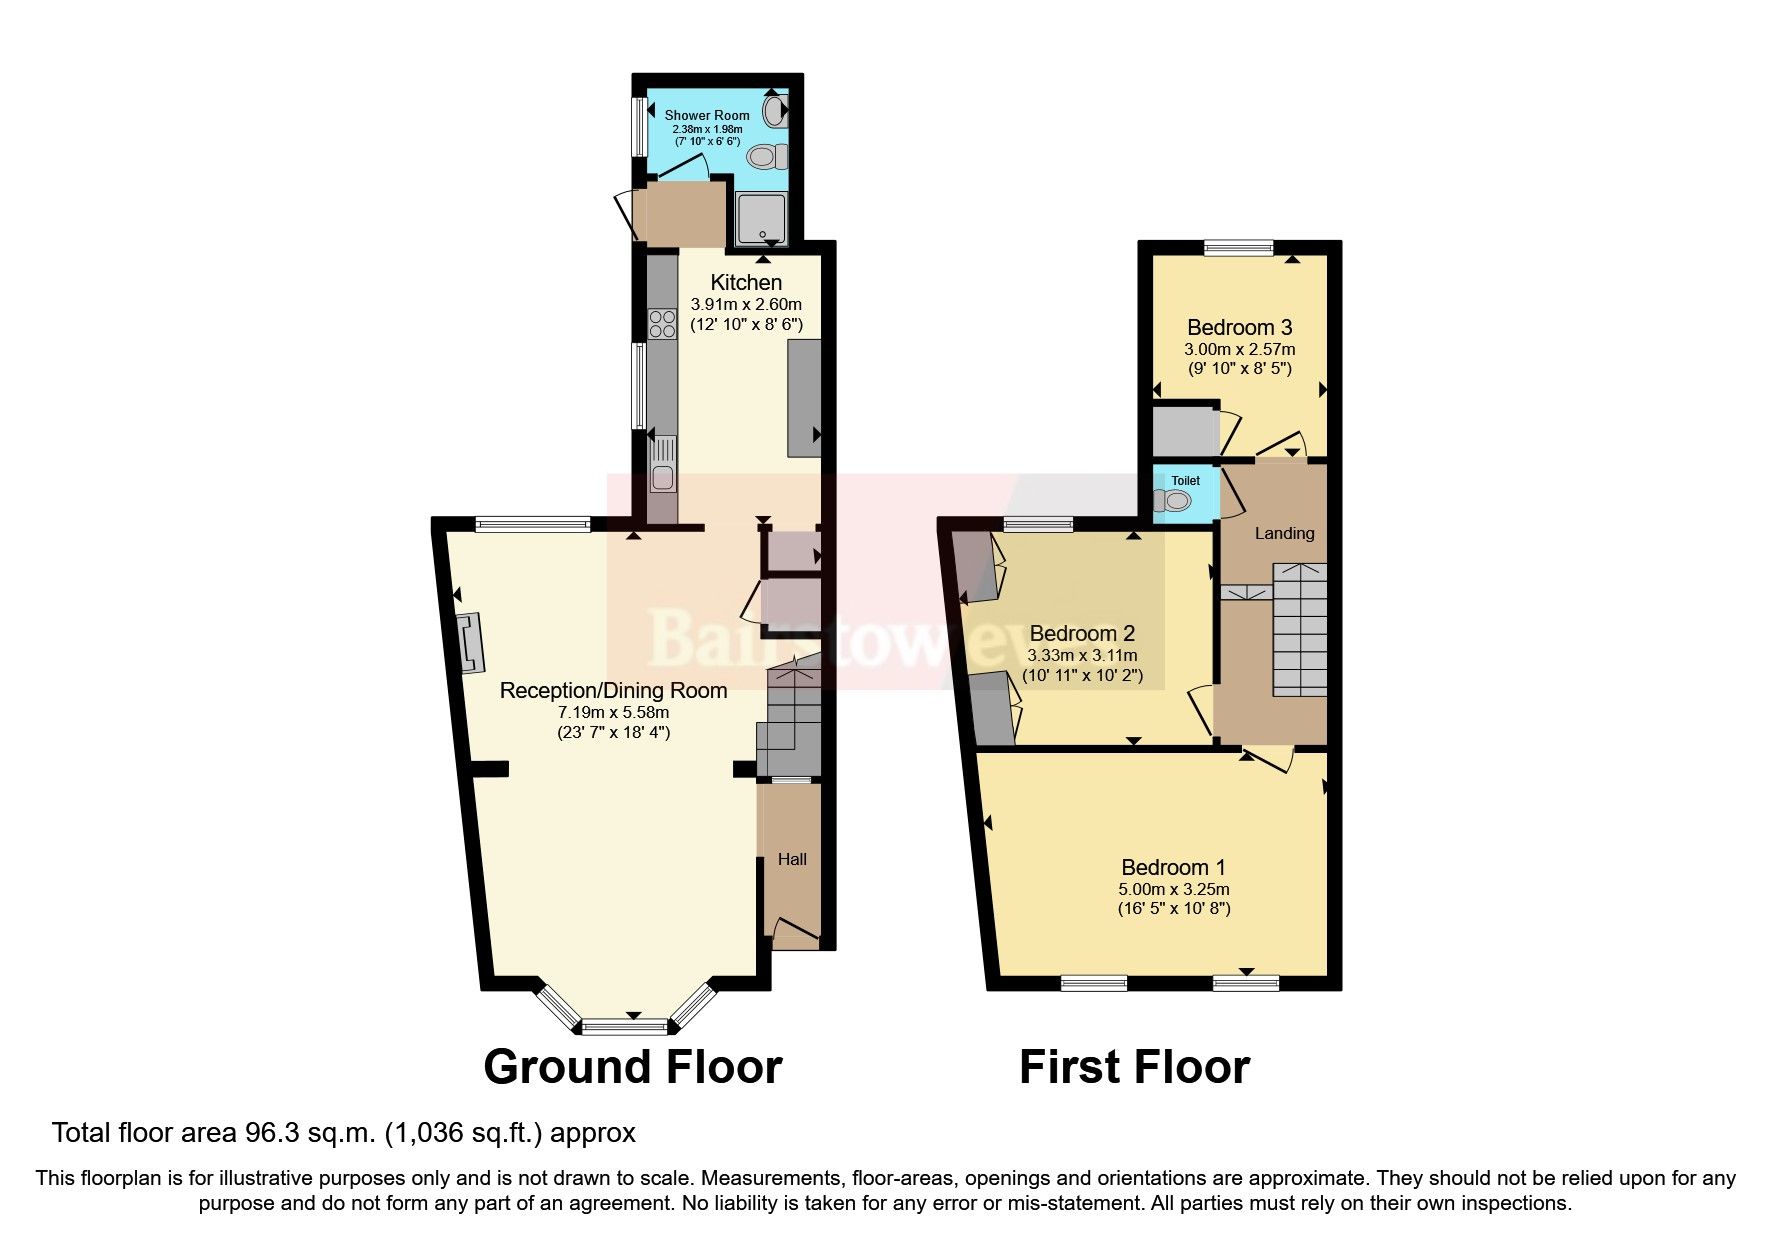 Shower Room
2.38m x 1.98m
(7' 10" x 6' 6")
Kitchen
3.91m x 2.60m
(12' 10" x 8' 6")
Reception/Dining Room
7.19m x 5.58m
(23' 7" x 18' 4")
Hall
Ground Floor
Bedroom 3
3.00m x 2.57m
(9' 10" x 8' 5")
Toilet
Landing
Bedroom 2
3.33m x 3.11m
(10' 11" x 10' 2")
Bedroom 1
5.00m x 3.25m
(16' 5" x 10' 8")
First Floor
Bairstow eves
Total floor area 96.3 sq.m. (1,036 sq.ft.) approx
This floorplan is for illustrative purposes only and is not drawn to scale. Measurements, floor-areas, openings and orientations are approximate. They should not be relied upon for any
purpose and do not form any part of an agreement. No liability is taken for any error or mis-statement. All parties must rely on their own inspections.